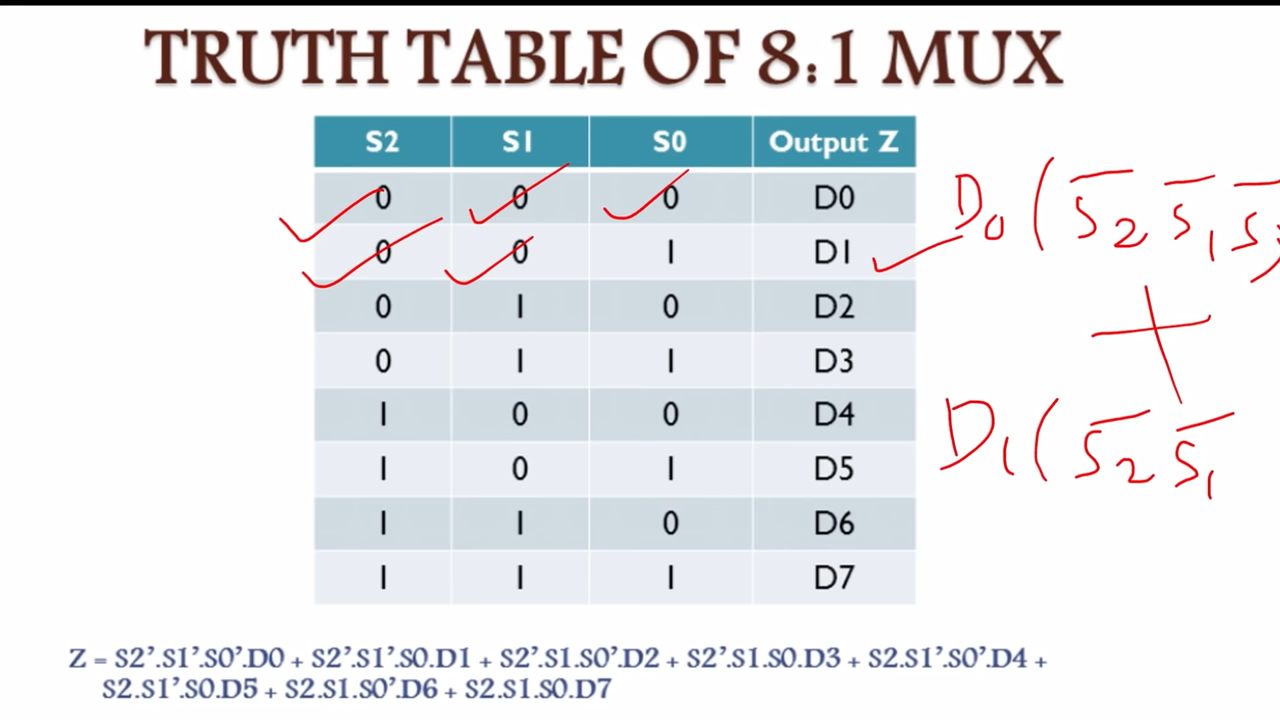 TRUTH TABLE OF 8:1 MUX
S2 S1 S0 Output Z
0 0 0 D0
0 0 1 D1
0 1 0 D2
0 1 1 D3
1 0 0 D4
1 0 1 D5
1 1 0 D6
1 1 1 D7
D₀ ( S̅₂ S̅₁ S̅
+
D₁ ( S̅₂ S̅₁
Z = S2’.S1’.S0’.D0 + S2’.S1’.S0.D1 + S2’.S1.S0’.D2 + S2’.S1.S0.D3 + S2.S1’.S0’.D4 +
S2.S1’.S0.D5 + S2.S1.S0’.D6 + S2.S1.S0.D7